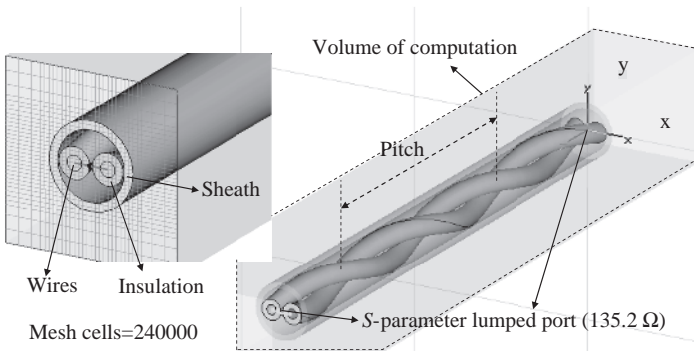 Volume of computation
y
y
x
x
Pitch
Sheath
Wires
Insulation
S-parameter lumped port (135.2 Ω)
Mesh cells=240000